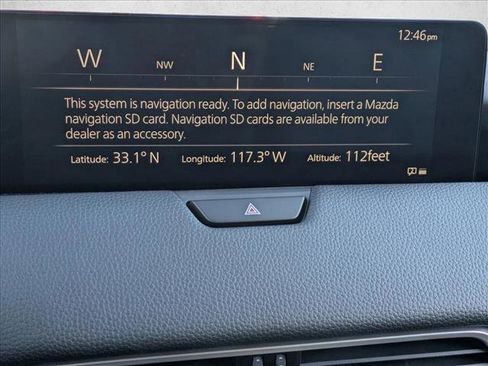 12:46pm
W NW N NE E
This system is navigation ready. To add navigation, insert a Mazda
navigation SD card. Navigation SD cards are available from your
dealer as an accessory.
Latitude: 33.1° N Longitude: 117.3° W Altitude: 112feet